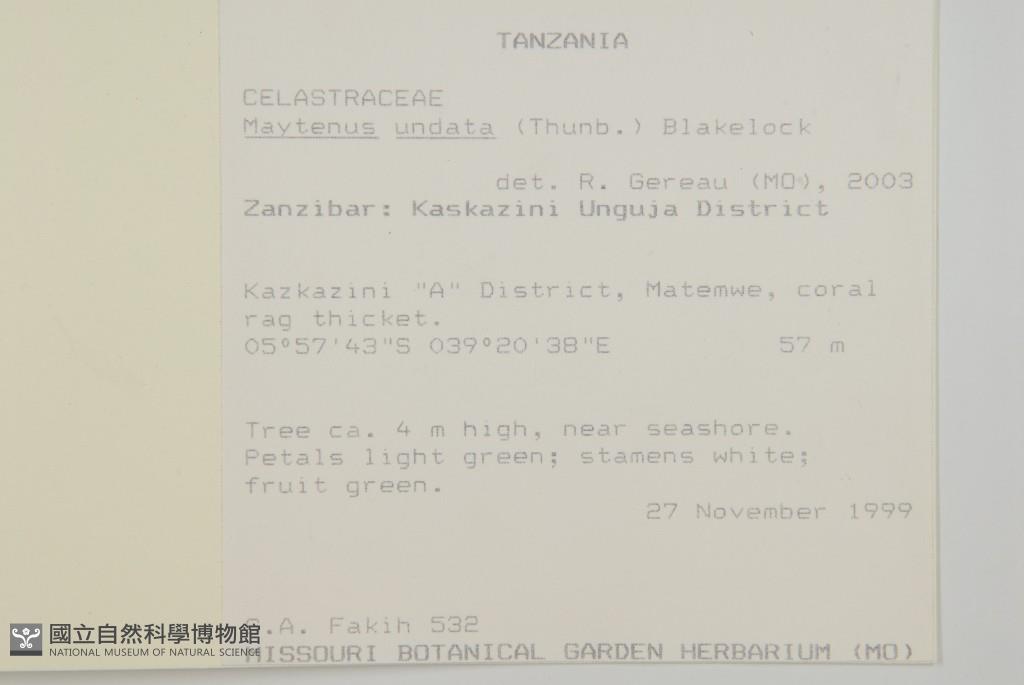 TANZANIA
CELASTRACEAE
Maytenus undata (Thunb.) Blakelock
det. R. Gereau (MO), 2003
Zanzibar: Kaskazini Unguja District
Kazkazini "A" District, Matemwe, coral
rag thicket.
05°57'43"S 039°20'38"E 57 m
Tree ca. 4 m high, near seashore.
Petals light green; stamens white;
fruit green.
27 November 1999
Fakih 532
MISSOURI BOTANICAL GARDEN HERBARIUM (MO)
國立自然科學博物館
NATIONAL MUSEUM OF NATURAL SCIENCE